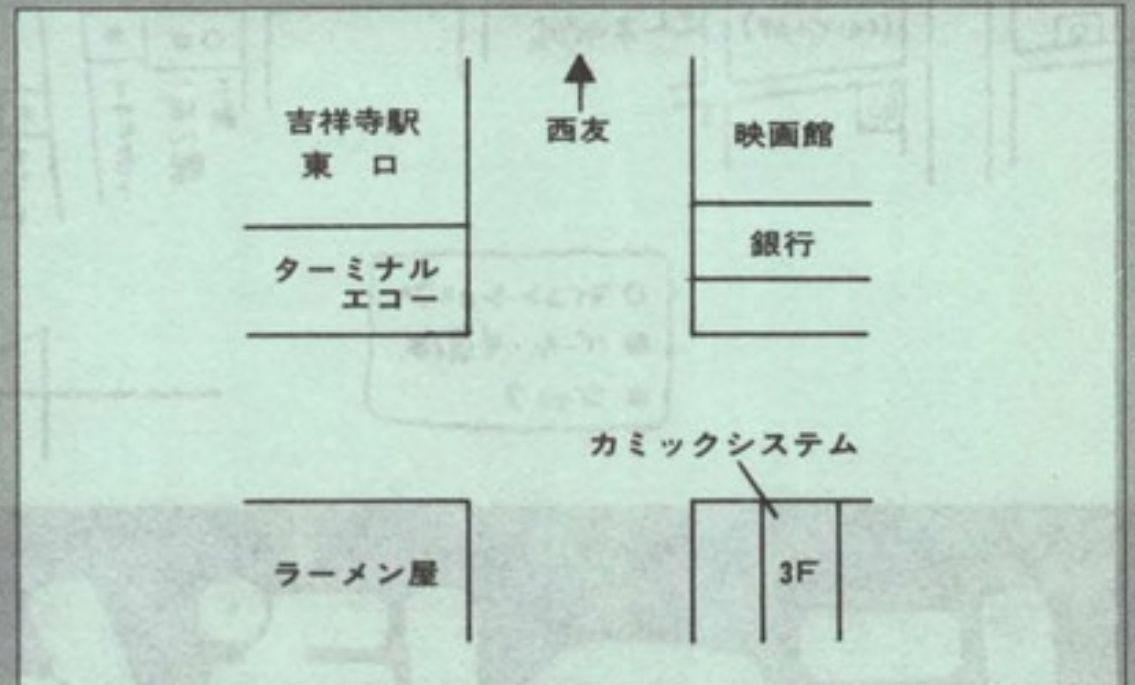 吉祥寺駅
東 口
西友
映画館
ターミナル
エコー
銀行
カミックシステム
ラーメン屋
3F